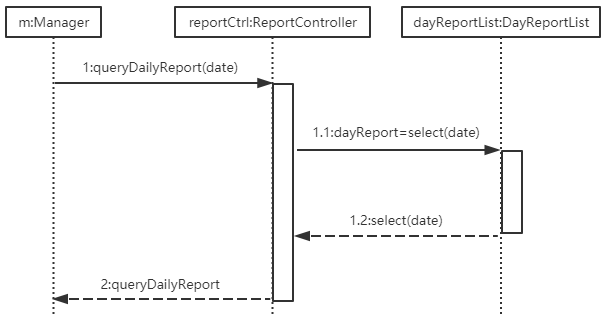 m:Manager
reportCtrl:ReportController
dayReportList:DayReportList
1:queryDailyReport(date)
1.1:dayReport=select(date)
1.2:select(date)
2:queryDailyReport